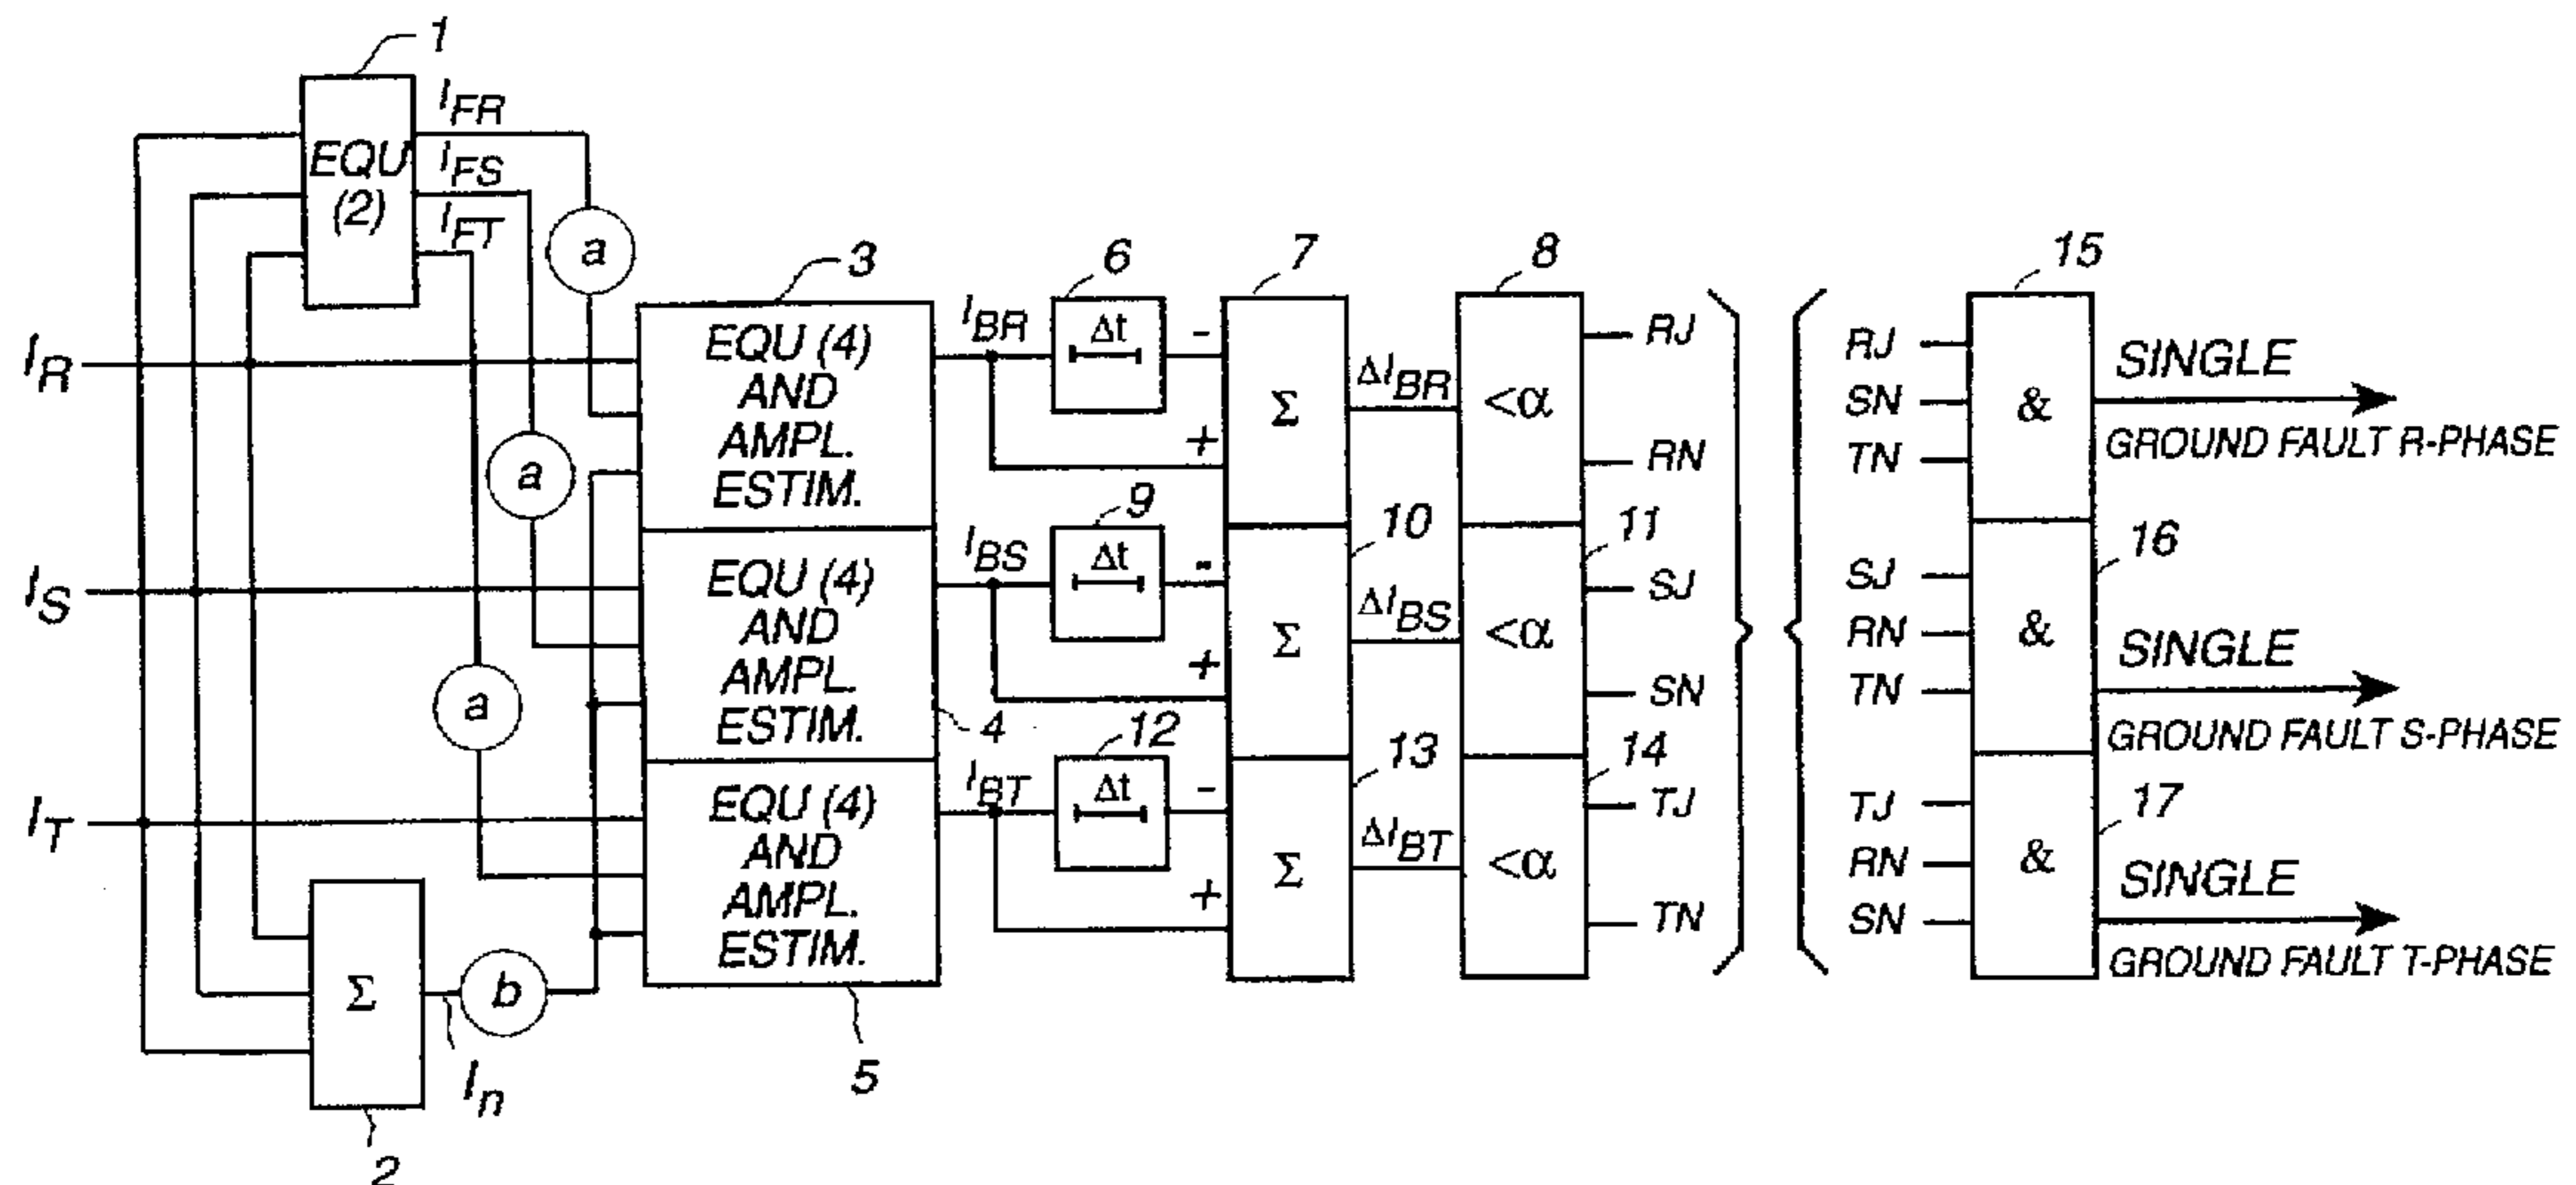 1
I_FR
EQU
(2)
I_FS
I_FT
a
a
a
I_R
I_S
I_T
Σ
2
I_n
b
3
EQU (4)
AND
AMPL.
ESTIM.
EQU (4)
AND
AMPL.
ESTIM.
4
EQU (4)
AND
AMPL.
ESTIM.
5
I_BR
6
Δt
-
+
I_BS
9
Δt
-
+
I_BT
12
Δt
-
+
7
Σ
10
Σ
13
Σ
ΔI_BR
ΔI_BS
ΔI_BT
8
<α
11
<α
14
<α
RJ
RN
SJ
SN
TJ
TN
15
RJ
SN
TN
&
SINGLE
GROUND FAULT R-PHASE
16
SJ
RN
TN
&
SINGLE
GROUND FAULT S-PHASE
17
TJ
RN
SN
&
SINGLE
GROUND FAULT T-PHASE